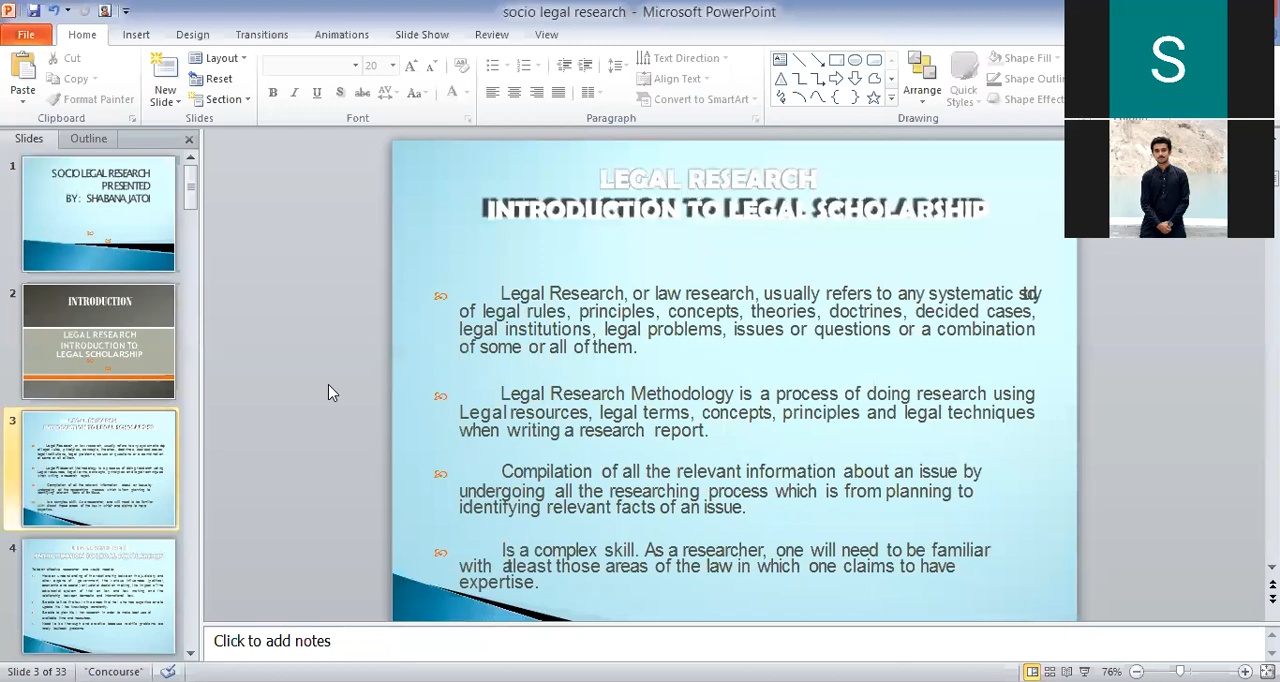 socio legal research - Microsoft PowerPoint
File Home Insert Design Transitions Animations Slide Show Review View
Paste
Cut
Copy
Format Painter
Clipboard
New Slide
Layout
Reset
Section
Slides
20
Font
Text Direction
Align Text
Convert to SmartArt
Paragraph
Arrange
Quick Styles
Shape Fill
Shape Outlin
Shape Effect
Drawing
S
Slides Outline
1
SOCIO LEGAL RESEARCH
PRESENTED
BY: SHABANA JATOI
2
INTRODUCTION
LEGAL RESEARCH
INTRODUCTION TO
LEGAL SCHOLARSHIP
3
4
LEGAL RESEARCH
INTRODUCTION TO LEGAL SCHOLARSHIP
Legal Research, or law research, usually refers to any systematic study
of legal rules, principles, concepts, theories, doctrines, decided cases,
legal institutions, legal problems, issues or questions or a combination
of some or all of them.
Legal Research Methodology is a process of doing research using
Legal resources, legal terms, concepts, principles and legal techniques
when writing a research report.
Compilation of all the relevant information about an issue by
undergoing all the researching process which is from planning to
identifying relevant facts of an issue.
Is a complex skill. As a researcher, one will need to be familiar
with atleast those areas of the law in which one claims to have
expertise.
Click to add notes
Slide 3 of 33 "Concourse" 76%